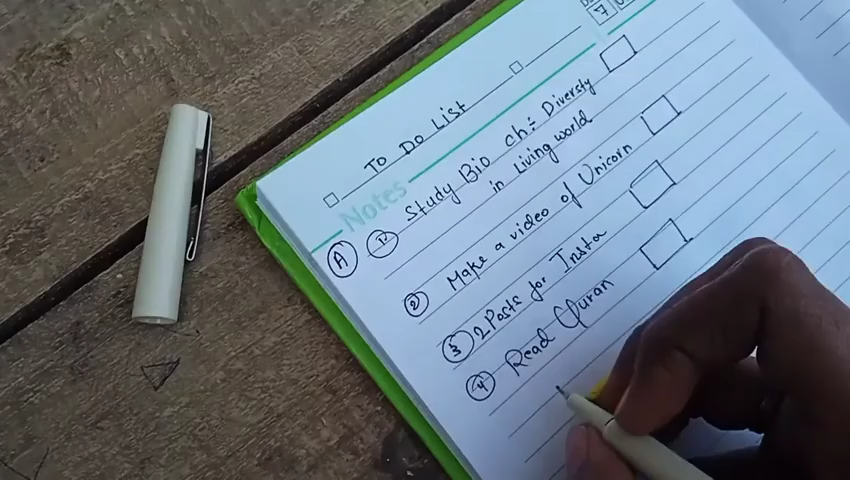 7
To Do List
Notes
A 1) Study Bio ch:- Diversty
in Living world
2 Make a video of Unicorn
3 2 Posts for Insta
4 Read Quran